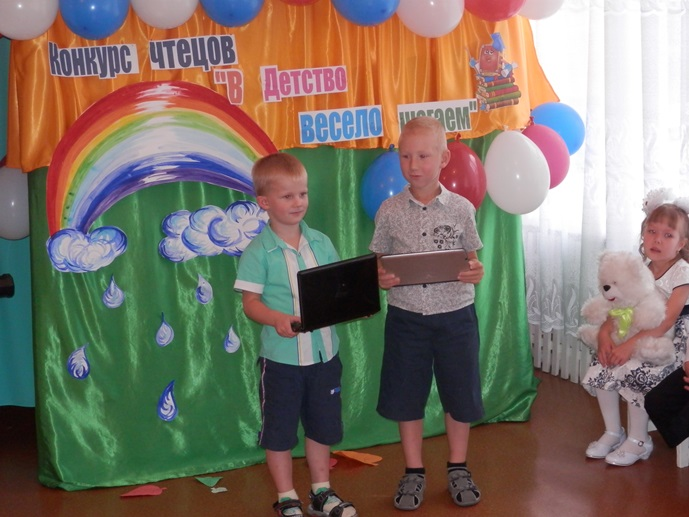 Конкурс чтецов
"В Детство
весело шагаем"